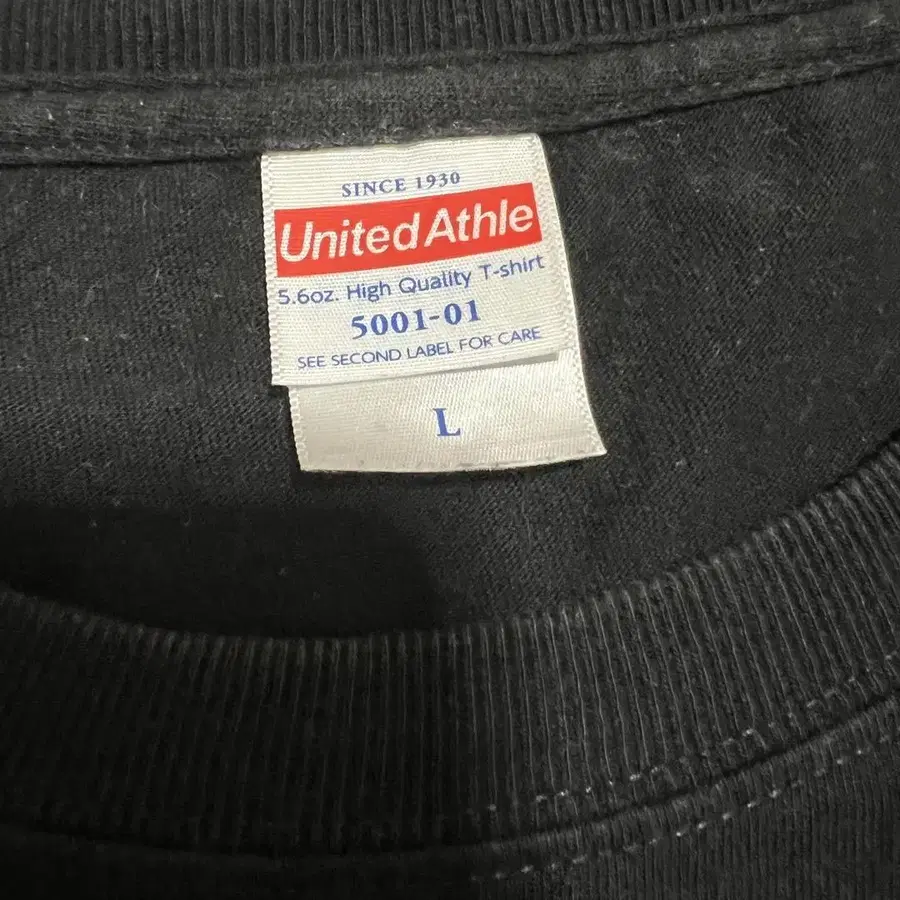 SINCE 1930
United Athle
5.6oz. High Quality T-shirt
5001-01
SEE SECOND LABEL FOR CARE
L